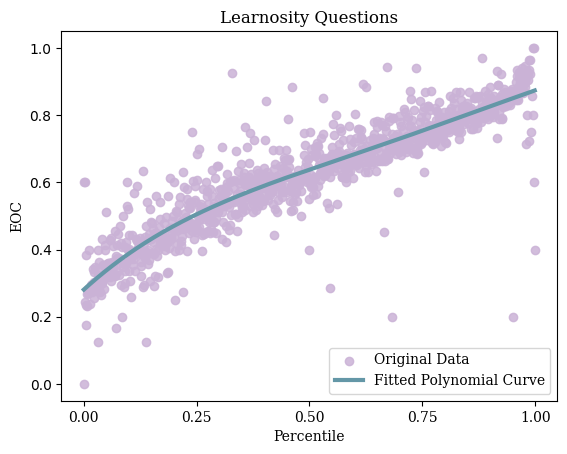 Learnosity Questions
1.0
0.8
0.6
0.4
0.2
0.0
EOC
0.00
0.25
0.50
0.75
1.00
Percentile
Original Data
Fitted Polynomial Curve